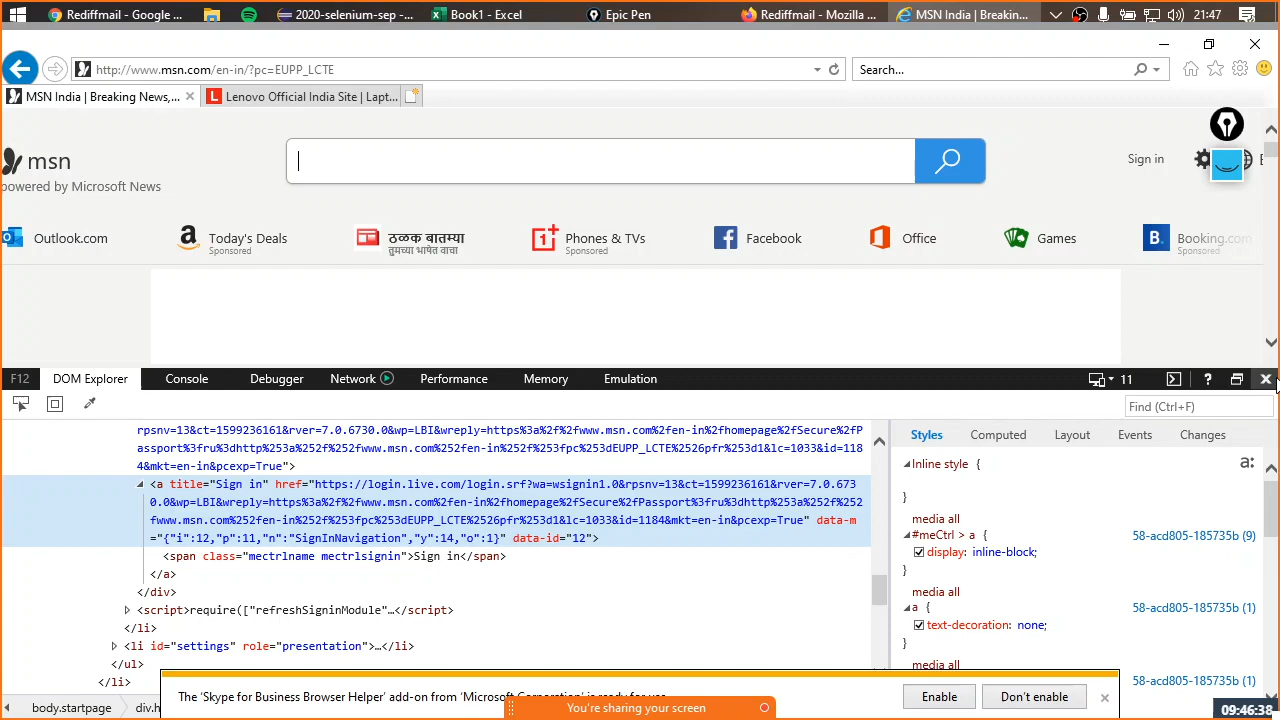 Rediffmail - Google ...
2020-selenium-sep -...
Book1 - Excel
Epic Pen
Rediffmail - Mozilla ...
MSN India | Breakin...
21:47
http://www.msn.com/en-in/?pc=EUPP_LCTE
Search...
MSN India | Breaking News,...
Lenovo Official India Site | Lapt...
msn
powered by Microsoft News
Sign in
Outlook.com
Today's Deals
Sponsored
ठळक बातम्या
तुमच्या भाषेत वाचा
Phones & TVs
Sponsored
Facebook
Office
Games
Booking.com
Sponsored
F12
DOM Explorer
Console
Debugger
Network
Performance
Memory
Emulation
11
Find (Ctrl+F)
rpsnv=13&ct=1599236161&rver=7.0.6730.0&wp=LBI&wreply=https%3a%2f%2fwww.msn.com%2fen-in%2fhomepage%2fSecure%2fP
assport%3fru%3dhttp%253a%252f%252fwww.msn.com%252fen-in%252f%253fpc%253dEUPP_LCTE%2526pfr%253d1&lc=1033&id=118
4&mkt=en-in&pcexp=True">
<a title="Sign in" href="https://login.live.com/login.srf?wa=wsignin1.0&rpsnv=13&ct=1599236161&rver=7.0.673
0.0&wp=LBI&wreply=https%3a%2f%2fwww.msn.com%2fen-in%2fhomepage%2fSecure%2fPassport%3fru%3dhttp%253a%252f%252f
www.msn.com%252fen-in%252f%253fpc%253dEUPP_LCTE%2526pfr%253d1&lc=1033&id=1184&mkt=en-in&pcexp=True" data-m
="{"i":12,"p":11,"n":"SignInNavigation","y":14,"o":1}" data-id="12">
<span class="mectrlname mectrlsignin">Sign in</span>
</a>
</div>
<script>require(["refreshSigninModule"…</script>
</li>
<li id="settings" role="presentation">…</li>
</ul>
</li>
Styles
Computed
Layout
Events
Changes
Inline style {
a:
}
media all
#meCtrl > a {
58-acd805-185735b (9)
display: inline-block;
}
media all
a {
58-acd805-185735b (1)
text-decoration: none;
}
media all
58-acd805-185735b (1)
body.startpage
div.h
The 'Skype for Business Browser Helper' add-on from 'Microsoft Corporation' is ready for use.
Enable
Don't enable
You're sharing your screen
09:46:38